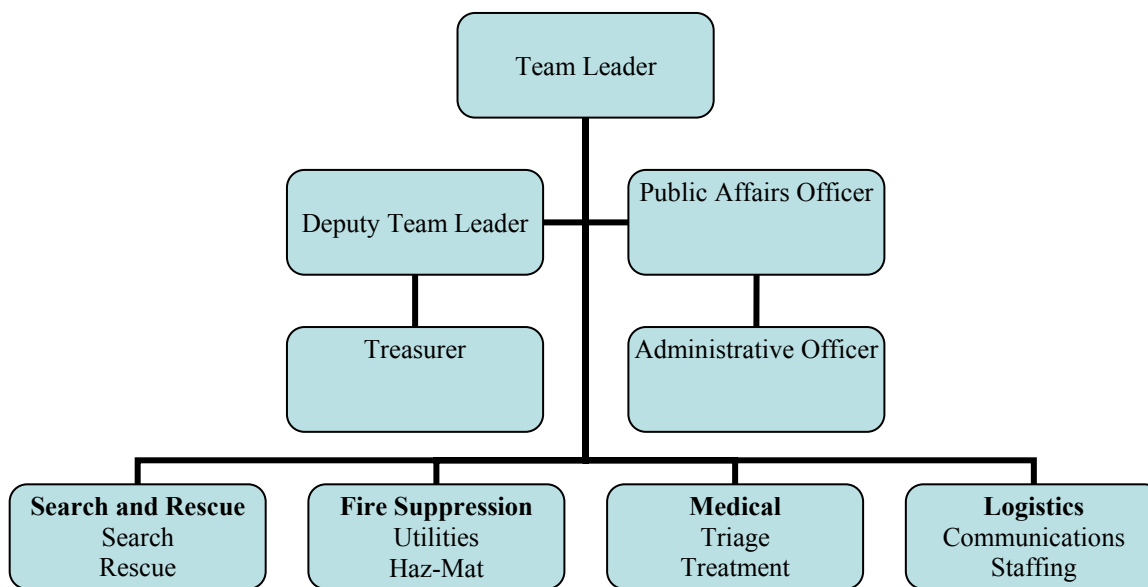 Team Leader
Deputy Team Leader
Public Affairs Officer
Treasurer
Administrative Officer
Search and Rescue
Search
Rescue
Fire Suppression
Utilities
Haz-Mat
Medical
Triage
Treatment
Logistics
Communications
Staffing